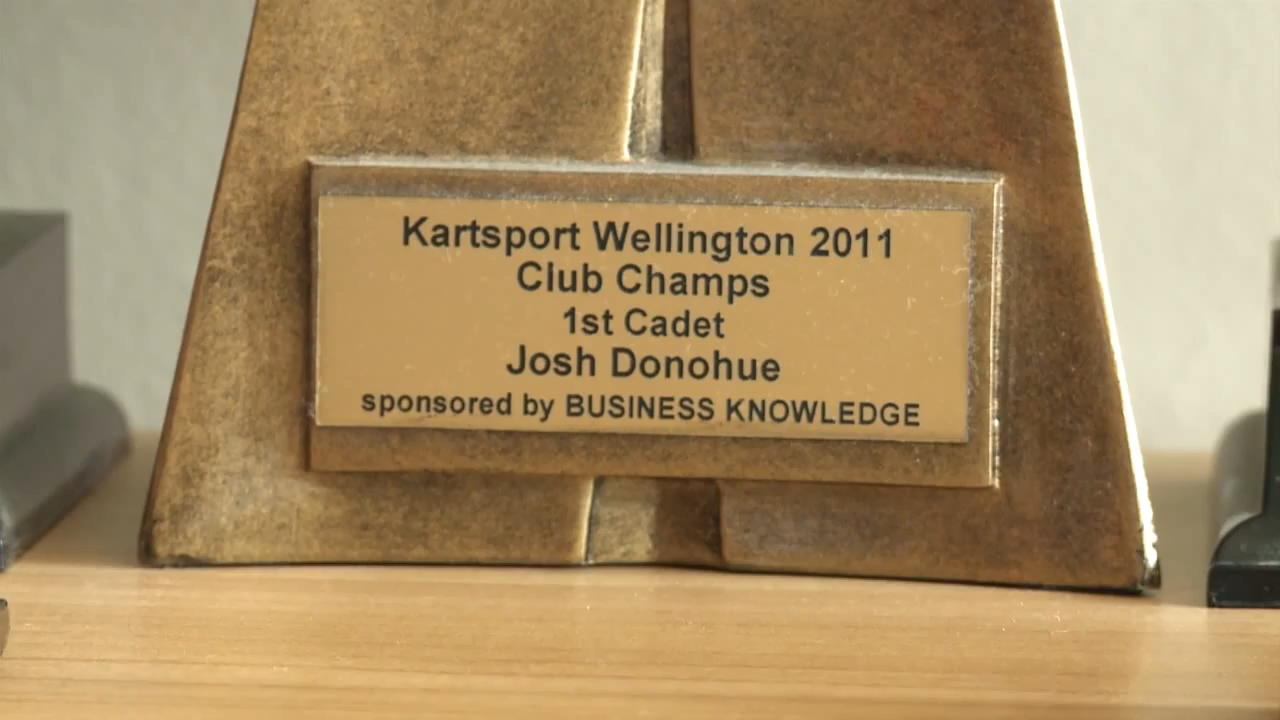 Kartsport Wellington 2011
Club Champs
1st Cadet
Josh Donohue
sponsored by BUSINESS KNOWLEDGE